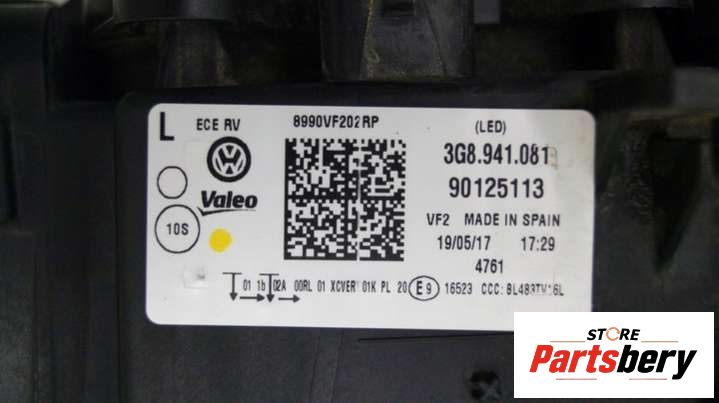 L ECE RV 8990VF202RP (LED)
3G8.941.081
Valeo 90125113
VF2 MADE IN SPAIN
10S 19/05/17 17:29
4761
01 1b 02A 00RL 01 XCVER 01K PL 20 E9 16523 CCC:
STORE
Partsbery